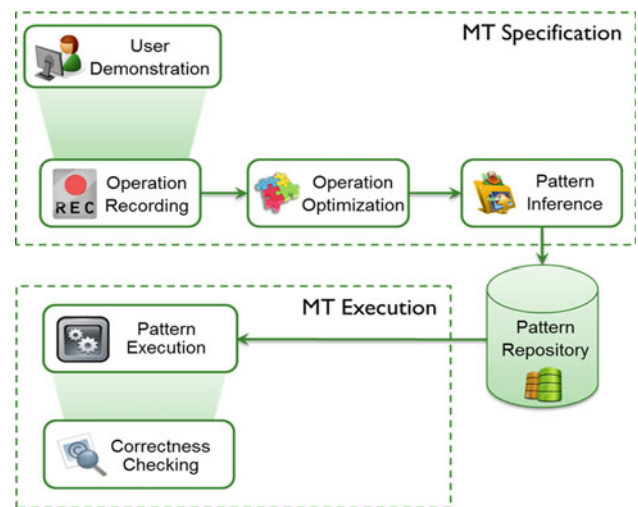 MT Specification
User
Demonstration
REC
Operation
Recording
Operation
Optimization
Pattern
Inference
MT Execution
Pattern
Execution
Pattern
Repository
Correctness
Checking